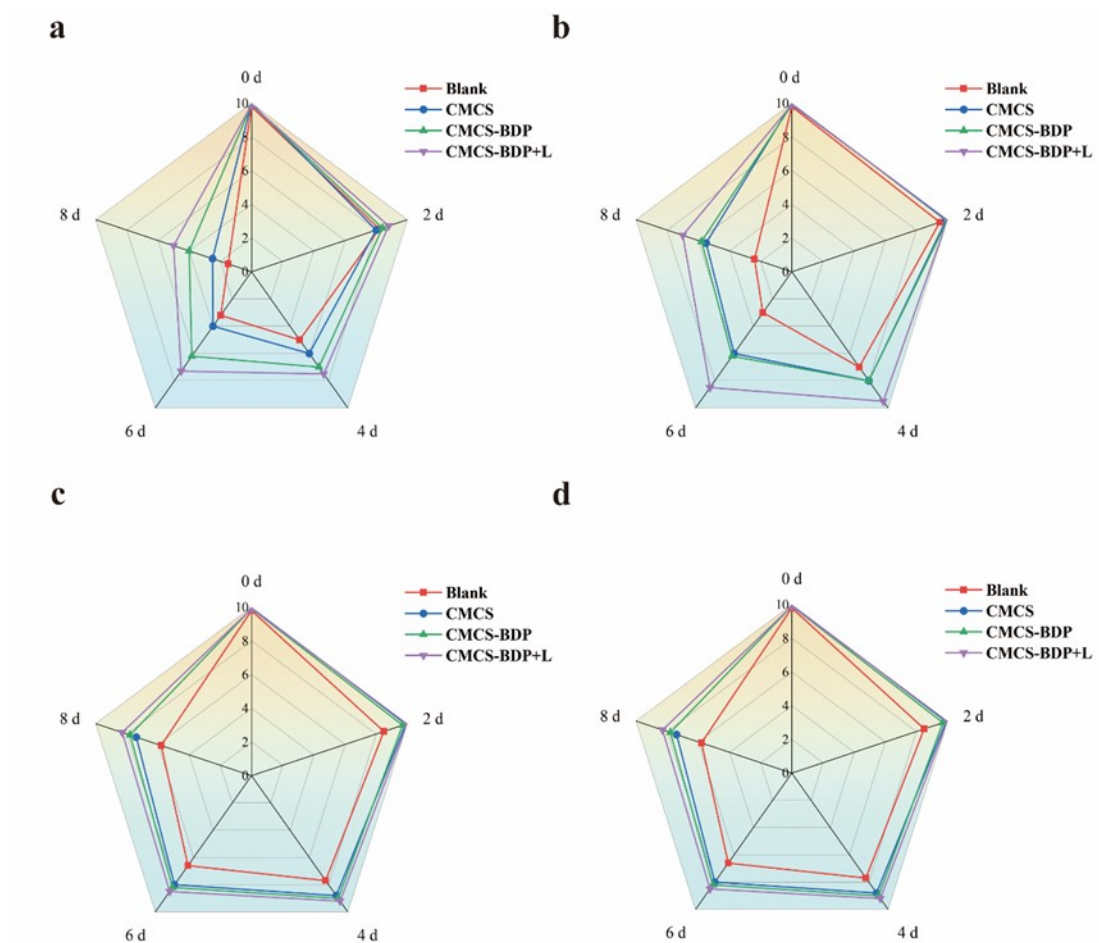 a
0 d
10
8
6
4
2
0
2 d
4 d
6 d
8 d
Blank
CMCS
CMCS-BDP
CMCS-BDP+L
b
0 d
10
8
6
4
2
0
2 d
4 d
6 d
8 d
Blank
CMCS
CMCS-BDP
CMCS-BDP+L
c
0 d
10
8
6
4
2
0
2 d
4 d
6 d
8 d
Blank
CMCS
CMCS-BDP
CMCS-BDP+L
d
0 d
10
8
6
4
2
0
2 d
4 d
6 d
8 d
Blank
CMCS
CMCS-BDP
CMCS-BDP+L